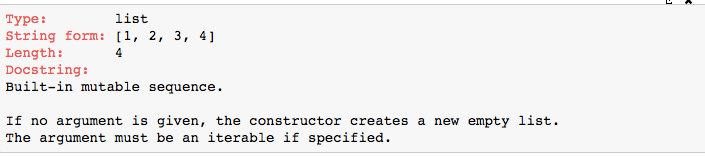 Type: list
String form: [1, 2, 3, 4]
Length: 4
Docstring:
Built-in mutable sequence.
If no argument is given, the constructor creates a new empty list.
The argument must be an iterable if specified.